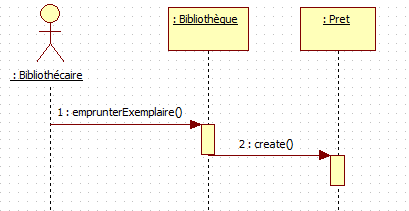 : Bibliothèque
: Pret
: Bibliothécaire
1 : emprunterExemplaire()
2 : create()